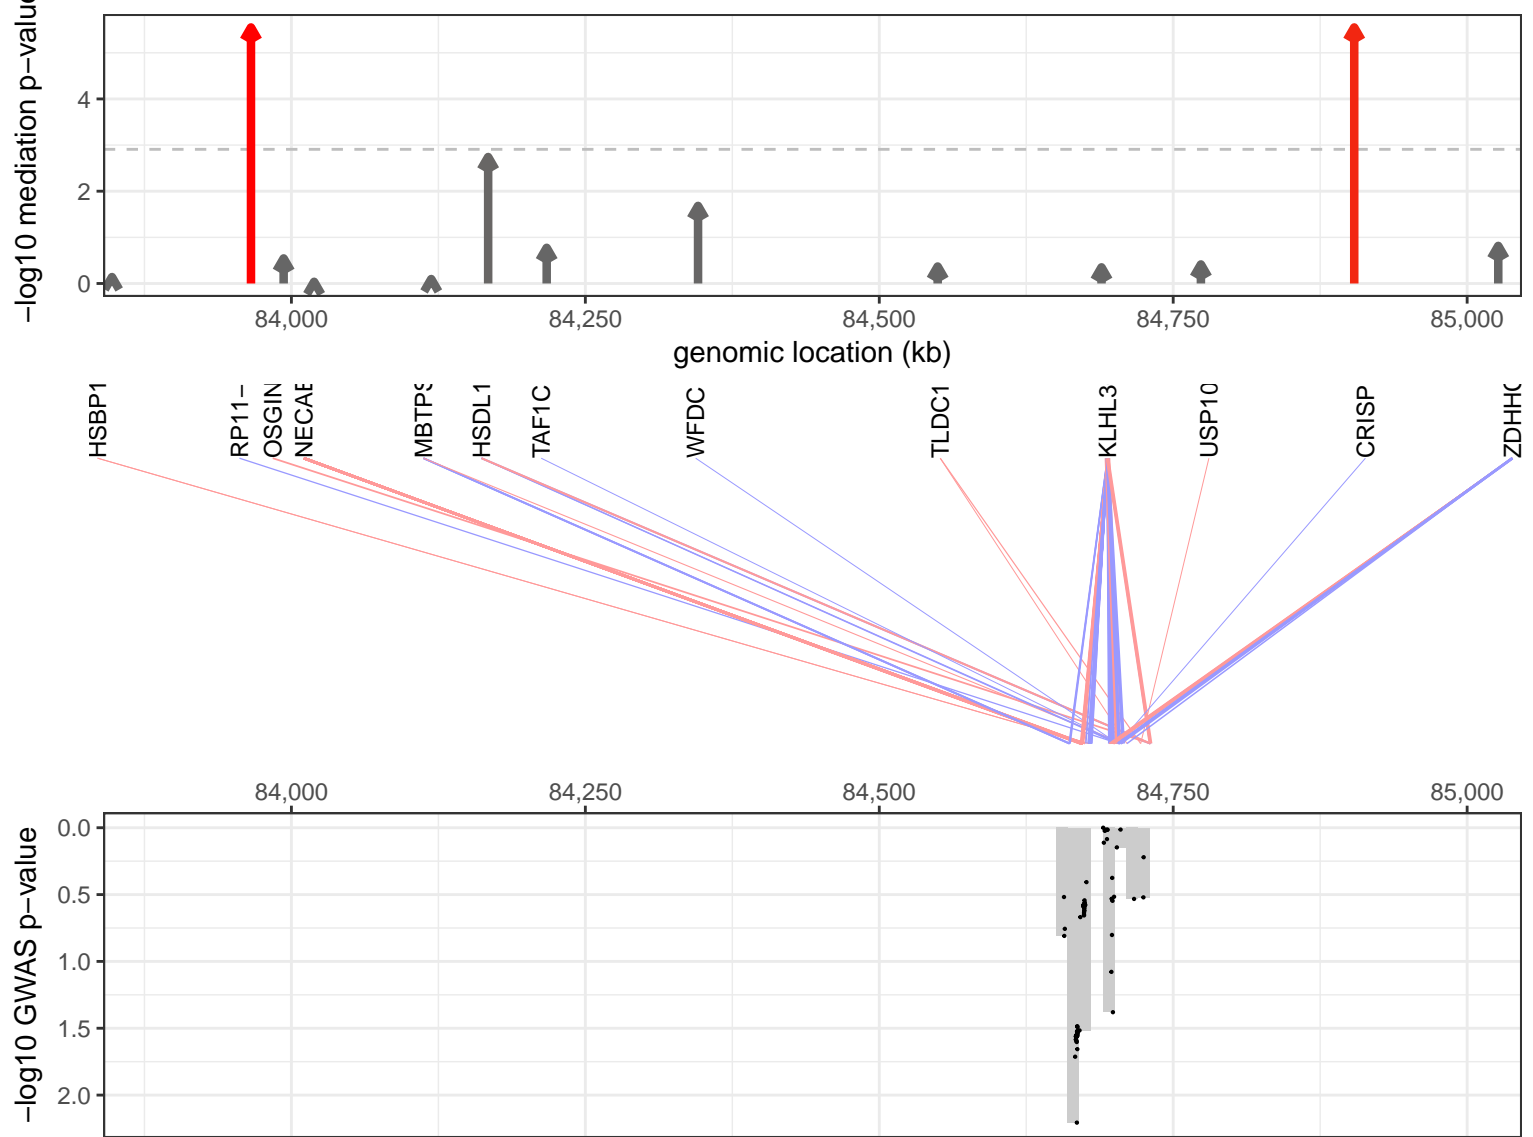 −log10 mediation p−value
4
2
0
84,000 84,250 84,500 84,750 85,000
genomic location (kb)
HSBP1 RP11− OSGIN NECAB MBTPS HSDL1 TAF1C WFDC TLDC1 KLHL3 USP10 CRISP ZDHHC
84,000 84,250 84,500 84,750 85,000
−log10 GWAS p−value
0.0
0.5
1.0
1.5
2.0